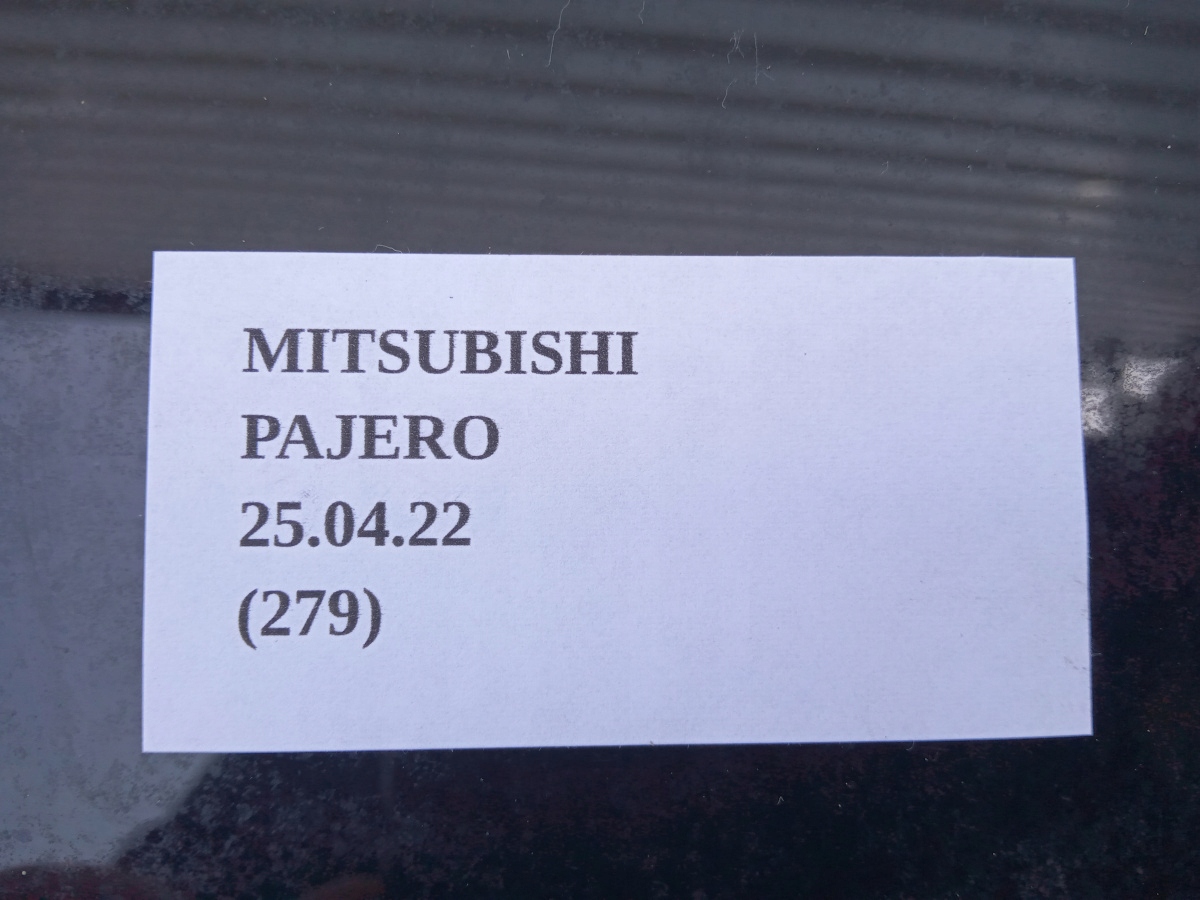 MITSUBISHI
PAJERO
25.04.22
(279)